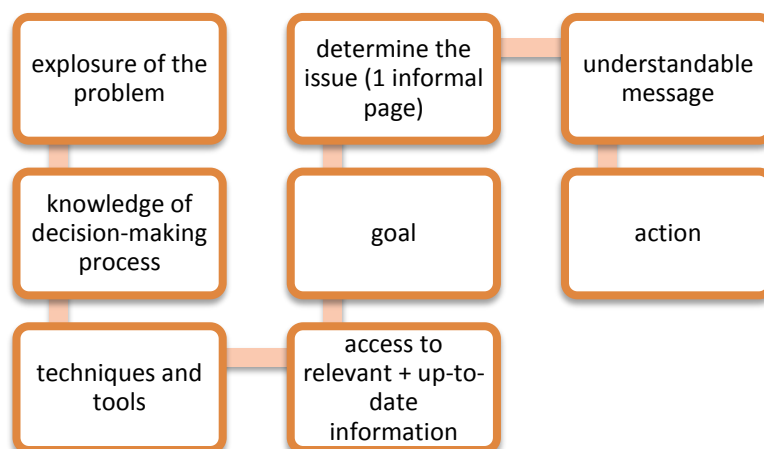 explosure of the
problem
knowledge of
decision-making
process
techniques and
tools
access to
relevant + up-to-
date
information
goal
determine the
issue (1 informal
page)
understandable
message
action